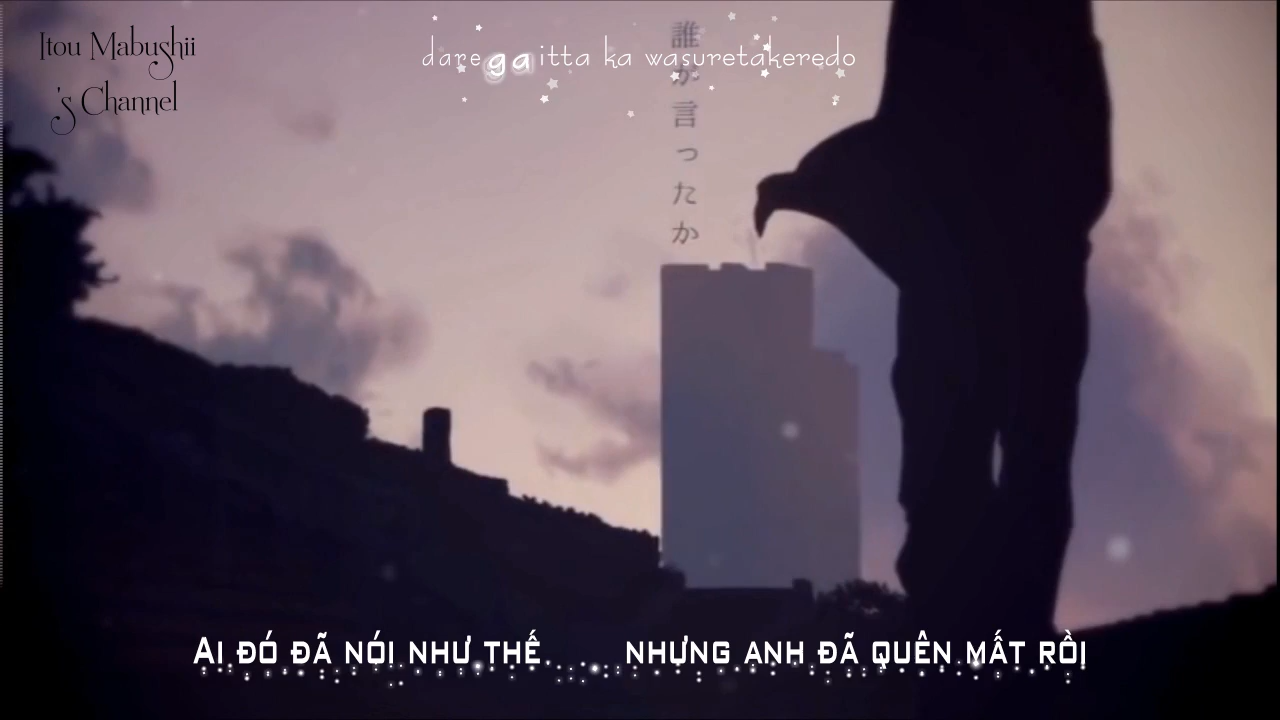 Itou Mabushii
's Channel
dare ga itta ka wasuretakeredo
誰が言ったか
Ai đó đã nói như thế nhưng anh đã quên mất rồi